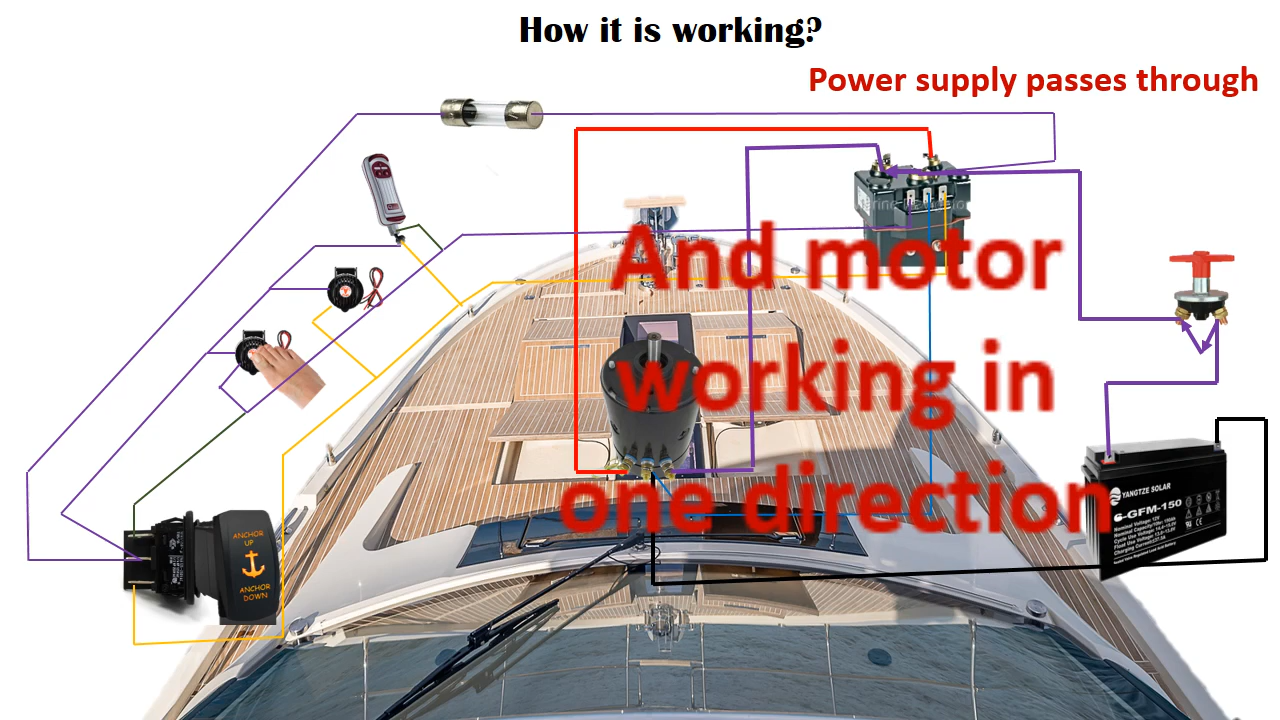 How it is working?
Power supply passes through
And motor
working in
one direction
ANCHOR
UP
ANCHOR
DOWN
YANGTZE SOLAR
6-GFM-150